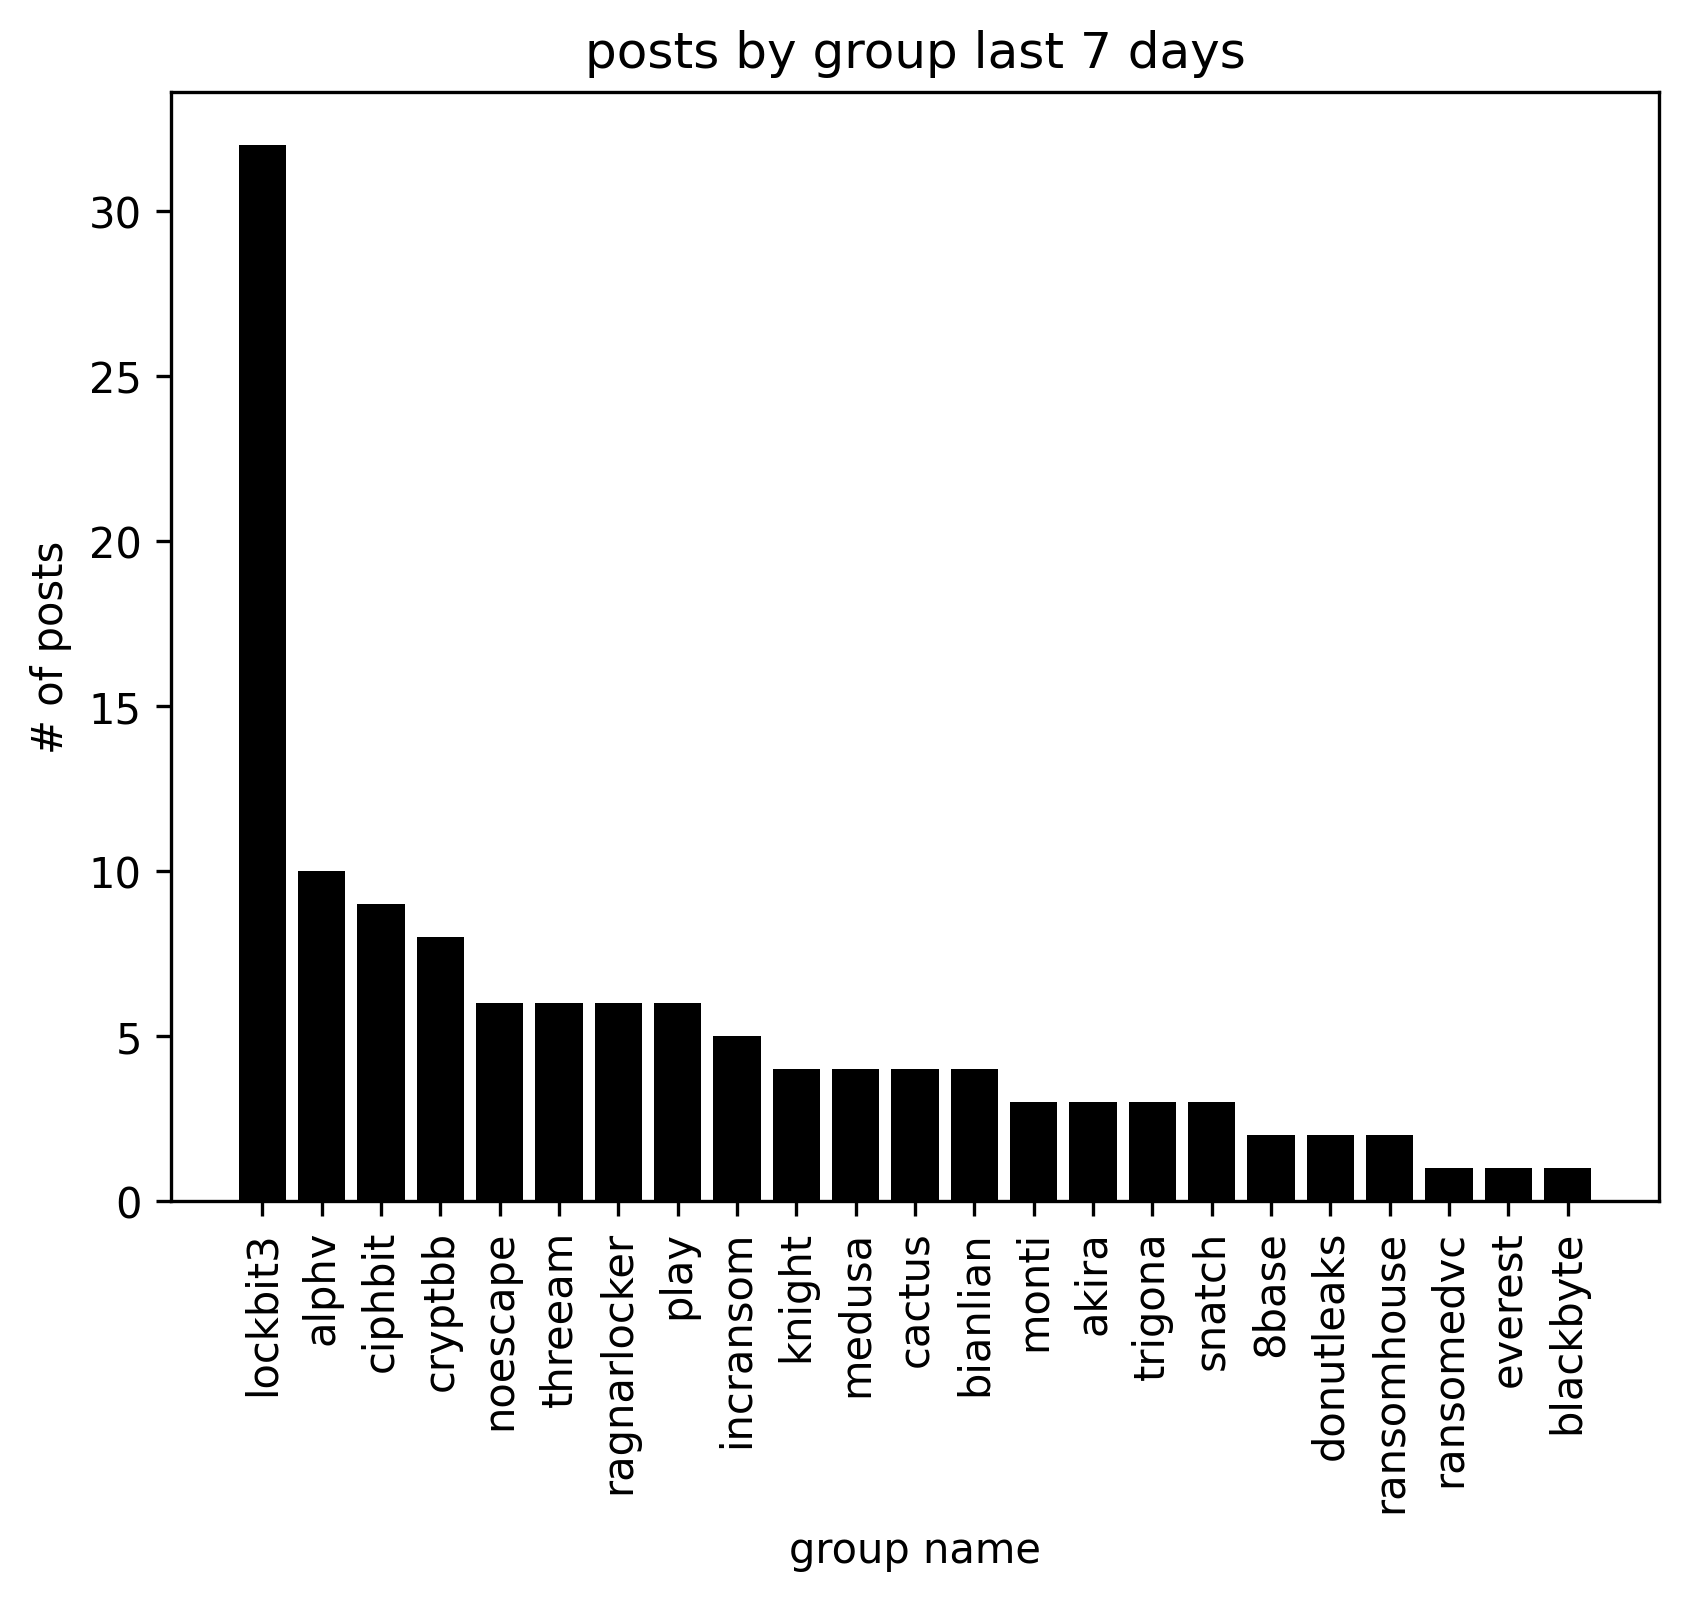 posts by group last 7 days
# of posts
30
25
20
15
10
5
0
lockbit3
alphv
ciphbit
cryptbb
noescape
threeam
ragnarlocker
play
incransom
knight
medusa
cactus
bianlian
monti
akira
trigona
snatch
8base
donutleaks
ransomhouse
ransomedvc
everest
blackbyte
group name